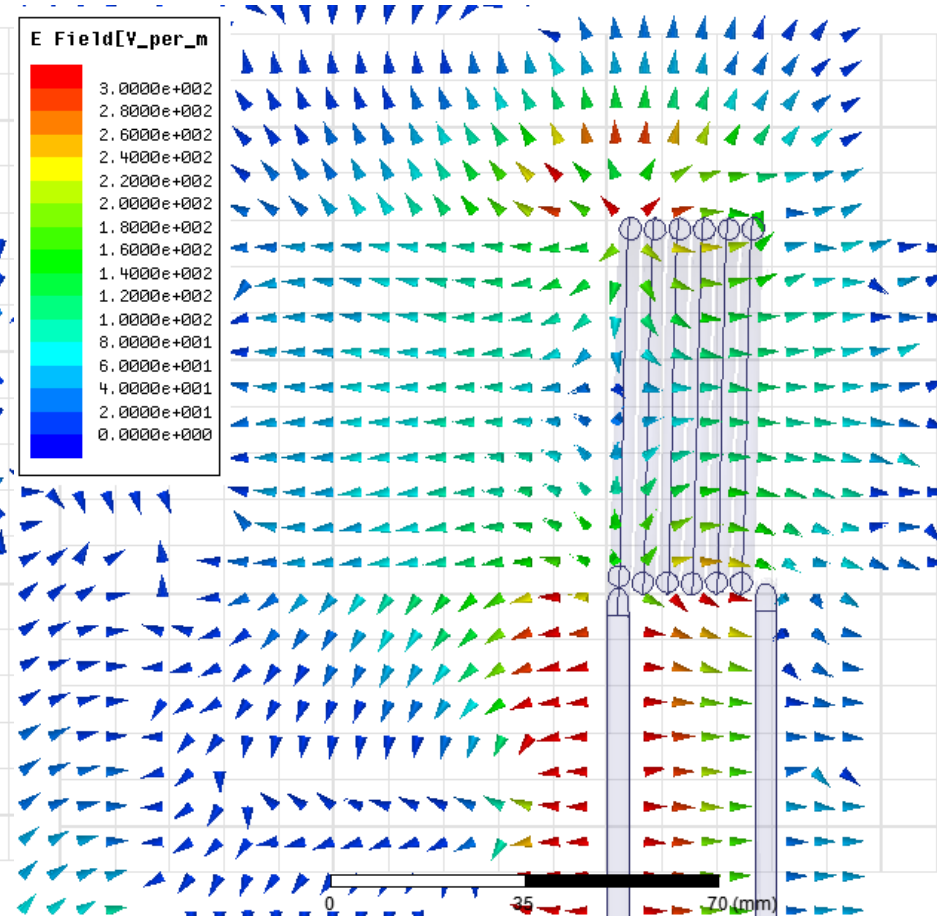 E Field[V_per_m
3.0000e+002
2.8000e+002
2.6000e+002
2.4000e+002
2.2000e+002
2.0000e+002
1.8000e+002
1.6000e+002
1.4000e+002
1.2000e+002
1.0000e+002
8.0000e+001
6.0000e+001
4.0000e+001
2.0000e+001
0.0000e+000
0 35 70 (mm)